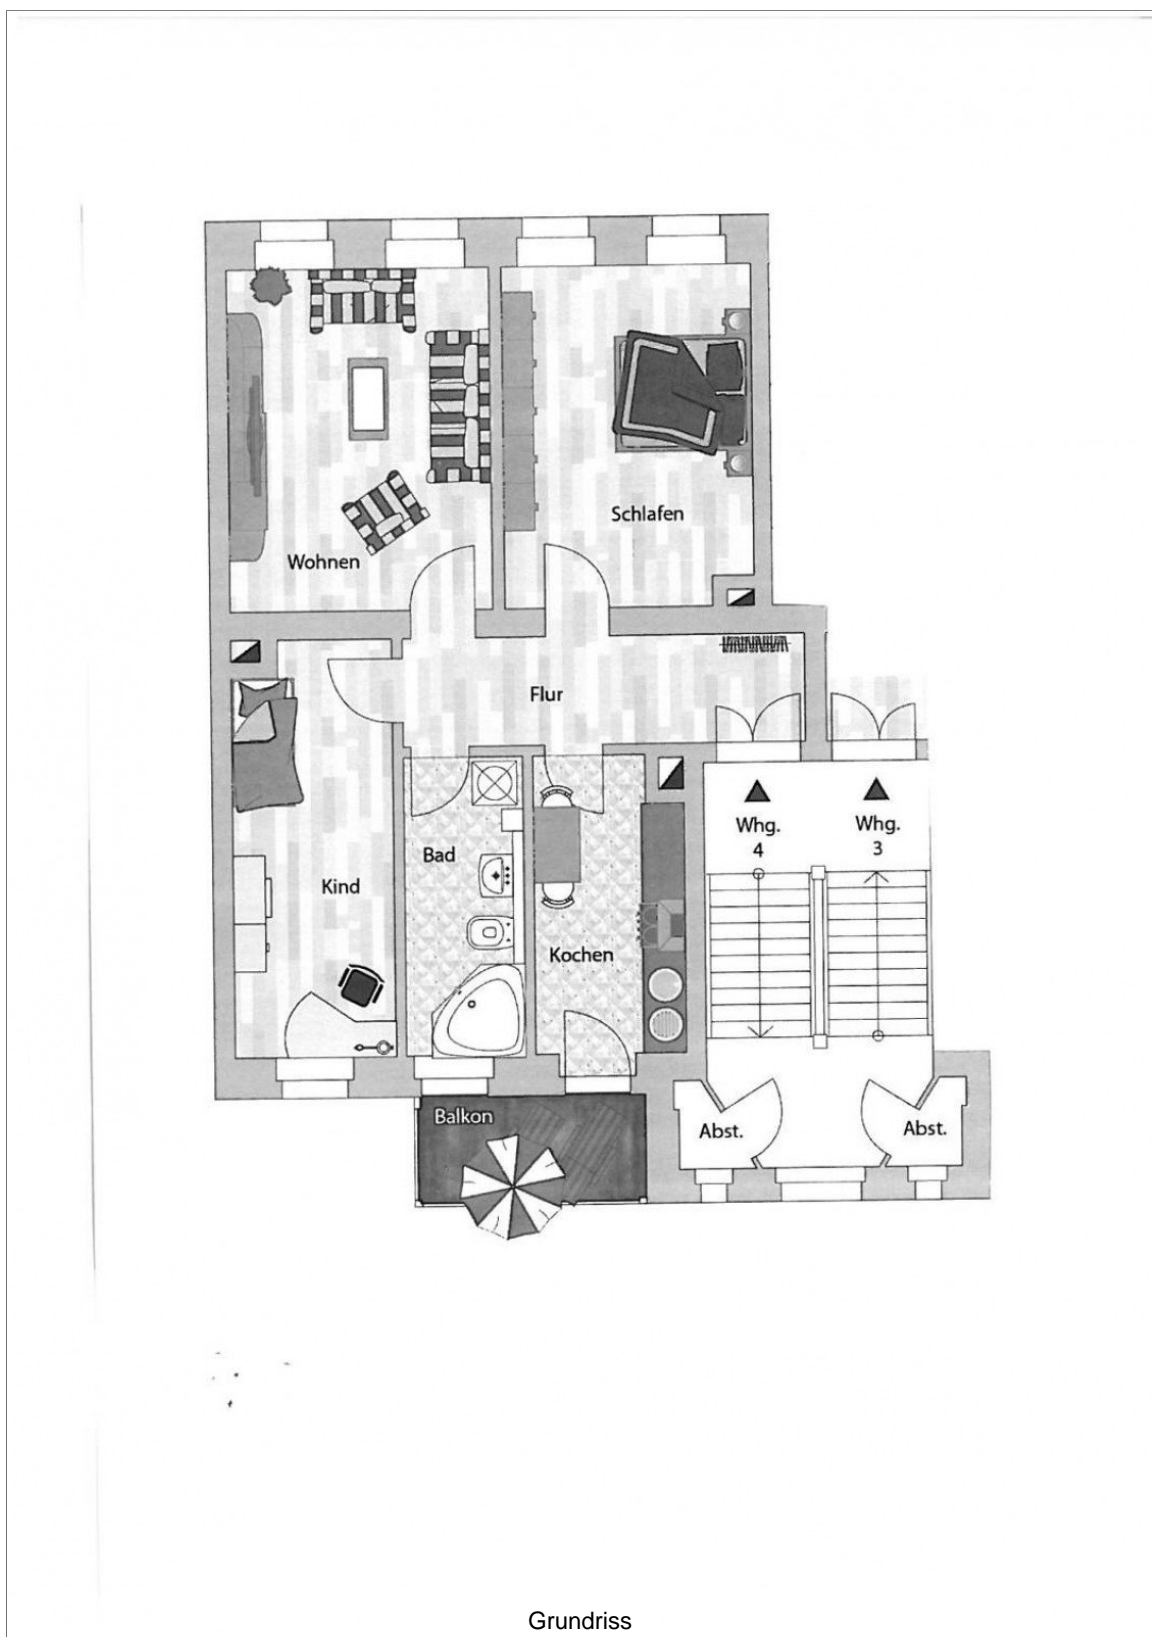 Schlafen
Wohnen
Flur
Whg.
4
Whg.
3
Bad
Kind
Kochen
Balkon
Abst.
Abst.
Grundriss